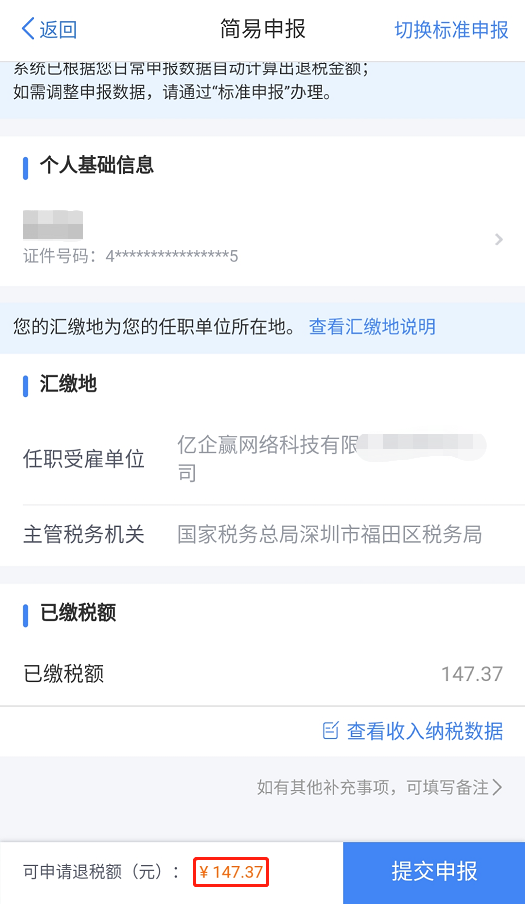 返回
简易申报
切换标准申报
系统已根据您日常申报数据自动计算出退税金额；
如需调整申报数据，请通过“标准申报”办理。
个人基础信息
证件号码：4****************5
您的汇缴地为您的任职单位所在地。 查看汇缴地说明
汇缴地
任职受雇单位
亿企赢网络科技有限
司
主管税务机关 国家税务总局深圳市福田区税务局
已缴税额
已缴税额 147.37
查看收入纳税数据
如有其他补充事项，可填写备注
可申请退税额（元）： ¥147.37
提交申报